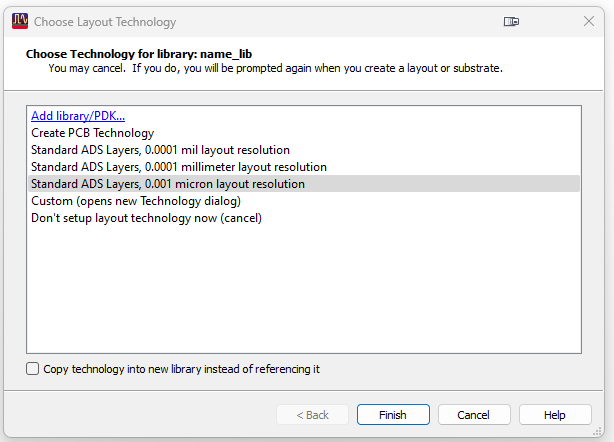 Choose Layout Technology
Choose Technology for library: name_lib
You may cancel. If you do, you will be prompted again when you create a layout or substrate.
Add library/PDK...
Create PCB Technology
Standard ADS Layers, 0.0001 mil layout resolution
Standard ADS Layers, 0.0001 millimeter layout resolution
Standard ADS Layers, 0.001 micron layout resolution
Custom (opens new Technology dialog)
Don't setup layout technology now (cancel)
Copy technology into new library instead of referencing it
< Back Finish Cancel Help